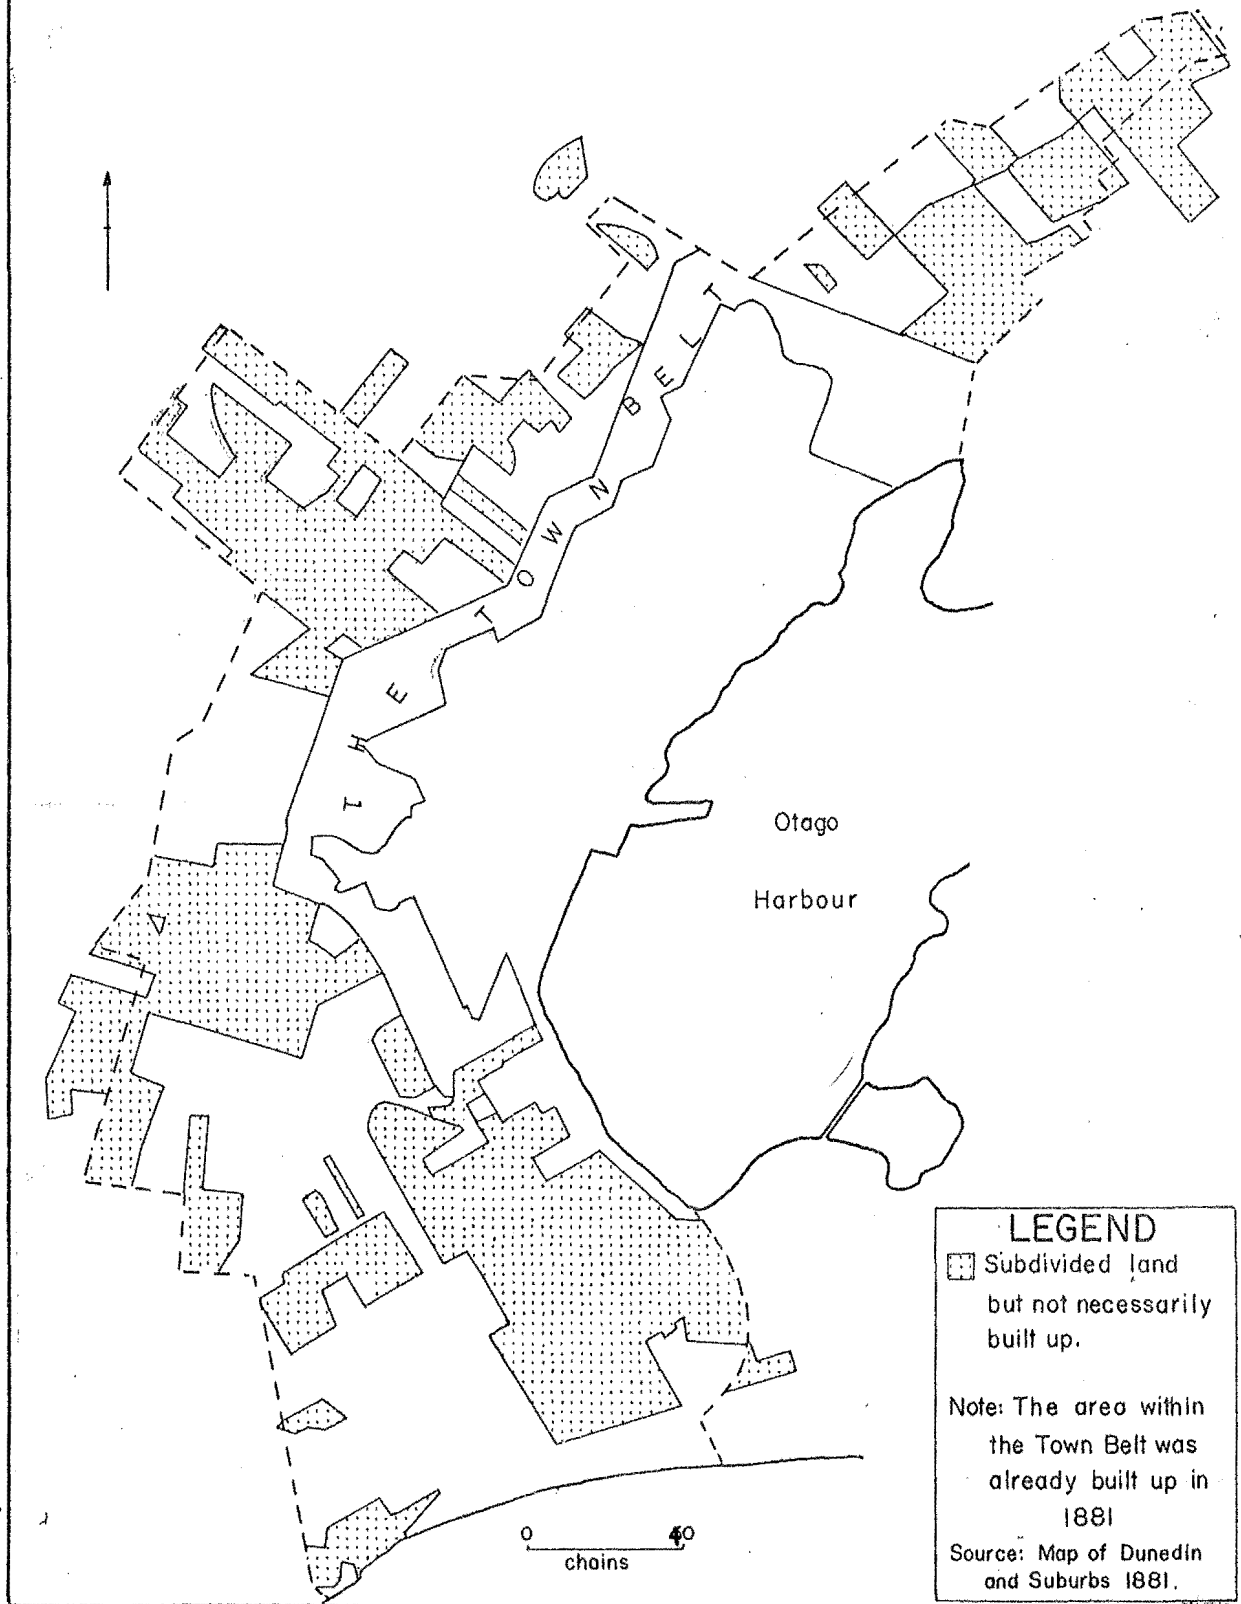 THE TOWN BELT
Otago
Harbour
LEGEND
Subdivided land
but not necessarily
built up.
Note: The area within
the Town Belt was
already built up in
1881
Source: Map of Dunedin
and Suburbs 1881.
0 40
chains